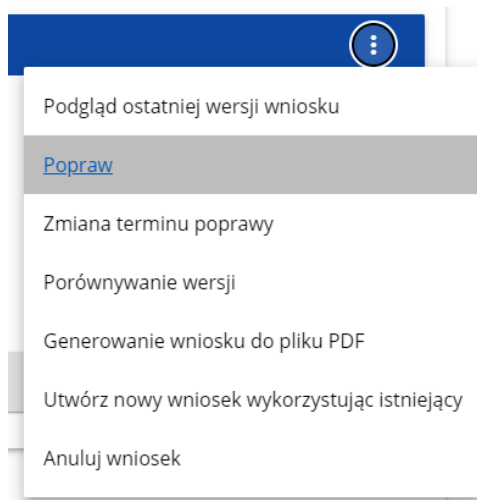 Podgląd ostatniej wersji wniosku
Popraw
Zmiana terminu poprawy
Porównywanie wersji
Generowanie wniosku do pliku PDF
Utwórz nowy wniosek wykorzystując istniejący
Anuluj wniosek